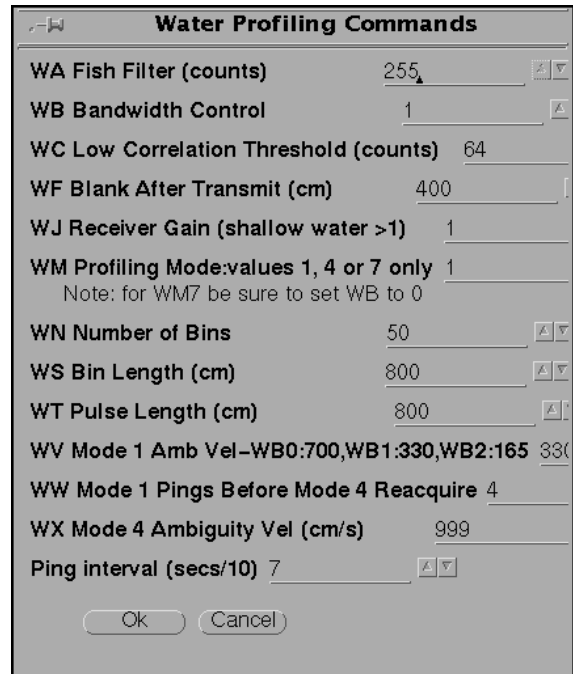 Water Profiling Commands
WA Fish Filter (counts) 255
WB Bandwidth Control 1
WC Low Correlation Threshold (counts) 64
WF Blank After Transmit (cm) 400
WJ Receiver Gain (shallow water >1) 1
WM Profiling Mode:values 1, 4 or 7 only 1
Note: for WM7 be sure to set WB to 0
WN Number of Bins 50
WS Bin Length (cm) 800
WT Pulse Length (cm) 800
WV Mode 1 Amb Vel-WB0:700,WB1:330,WB2:165 330
WW Mode 1 Pings Before Mode 4 Reacquire 4
WX Mode 4 Ambiguity Vel (cm/s) 999
Ping interval (secs/10) 7
Ok Cancel